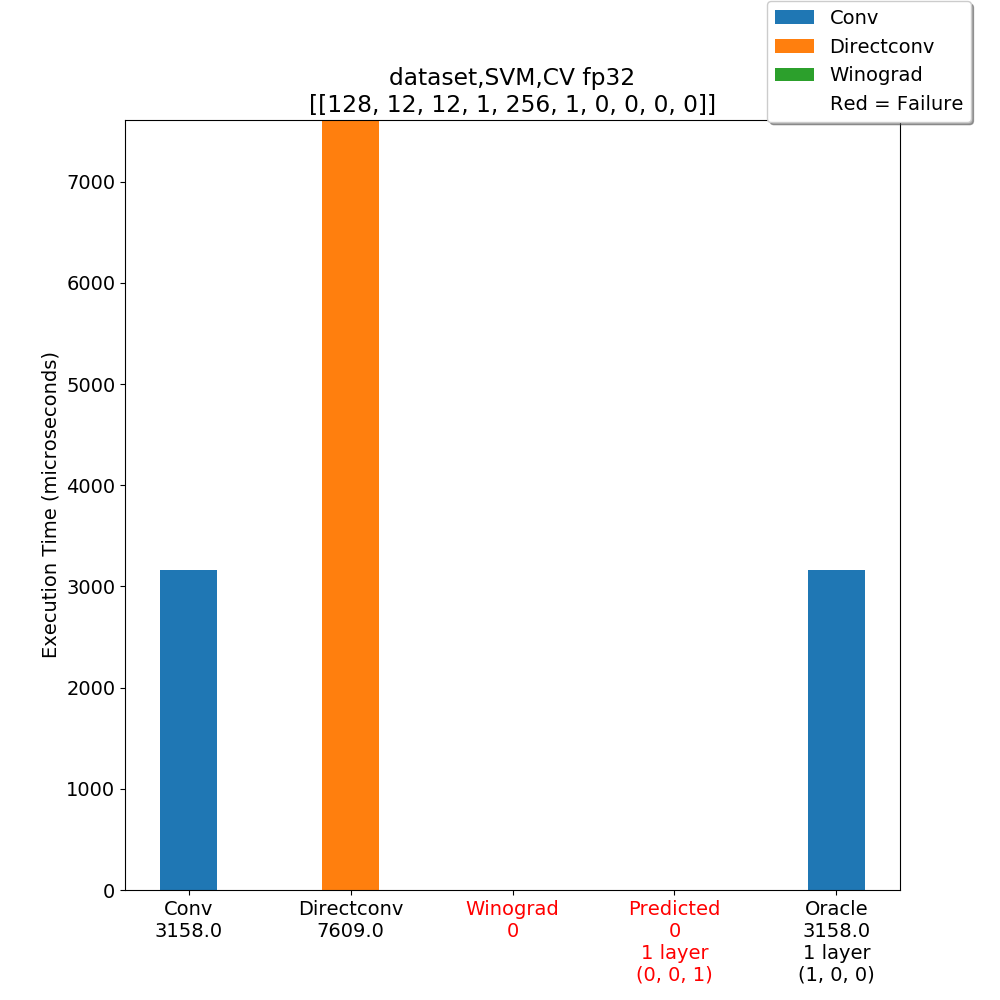 Conv
Directconv
Winograd
Red = Failure
dataset,SVM,CV fp32
[[128, 12, 12, 1, 256, 1, 0, 0, 0, 0]]
Execution Time (microseconds)
7000
6000
5000
4000
3000
2000
1000
0
Conv
3158.0
Directconv
7609.0
Winograd
0
Predicted
0
1 layer
(0, 0, 1)
Oracle
3158.0
1 layer
(1, 0, 0)